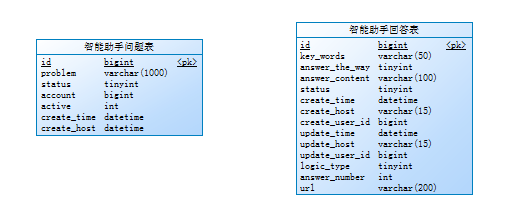 智能助手问题表
id bigint <pk>
problem varchar(1000)
status tinyint
account bigint
active int
create_time datetime
create_host datetime
智能助手回答表
id bigint <pk>
key_words varchar(50)
answer_the_way tinyint
answer_content varchar(100)
status tinyint
create_time datetime
create_host varchar(15)
create_user_id bigint
update_time datetime
update_host varchar(15)
update_user_id bigint
logic_type tinyint
answer_number int
url varchar(200)